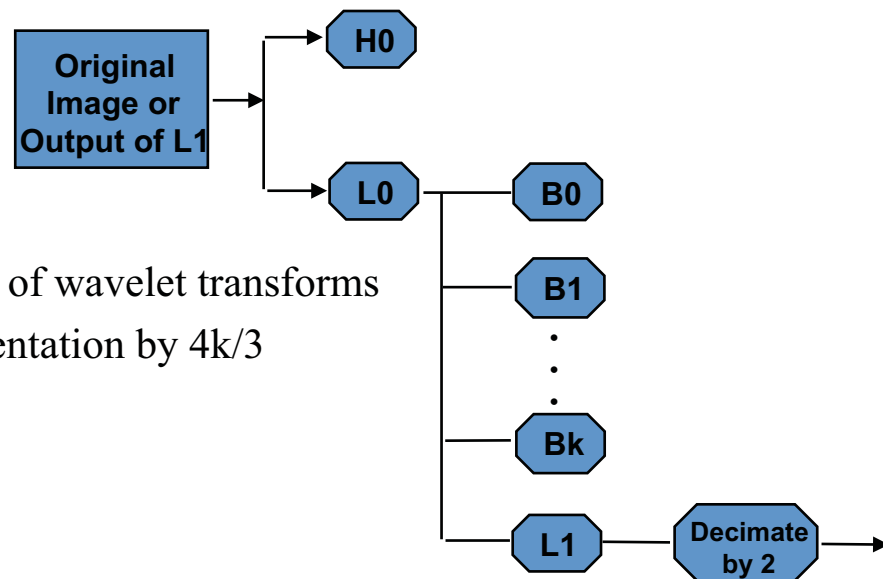 H0
Original
Image or
Output of L1
L0
B0
of wavelet transforms
B1
entation by 4k/3
.
.
.
Bk
L1
Decimate
by 2